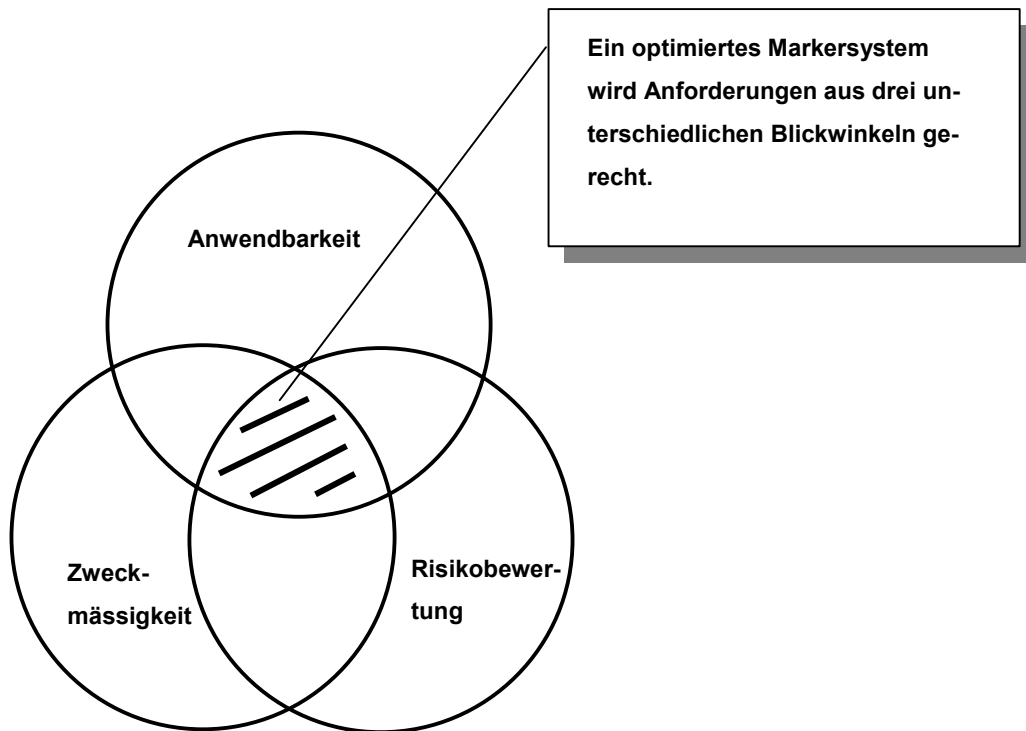 Ein optimiertes Markersystem
wird Anforderungen aus drei un-
terschiedlichen Blickwinkeln ge-
recht.
Anwendbarkeit
Zweck-
mässigkeit
Risikobewer-
tung